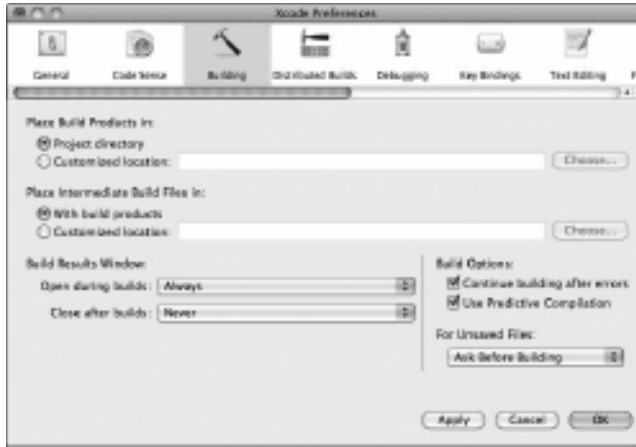 Xcode Preferences
General Code Sense Building Distributed Builds Debugging Key Bindings Text Editing
Place Build Products in:
Project directory
Customized location: Choose...
Place Intermediate Build Files in:
With build products
Customized location: Choose...
Build Results Window:
Open during builds: Always
Close after builds: Never
Build Options:
Continue building after errors
Use Predictive Compilation
For Unsaved Files:
Ask Before Building
Apply Cancel OK